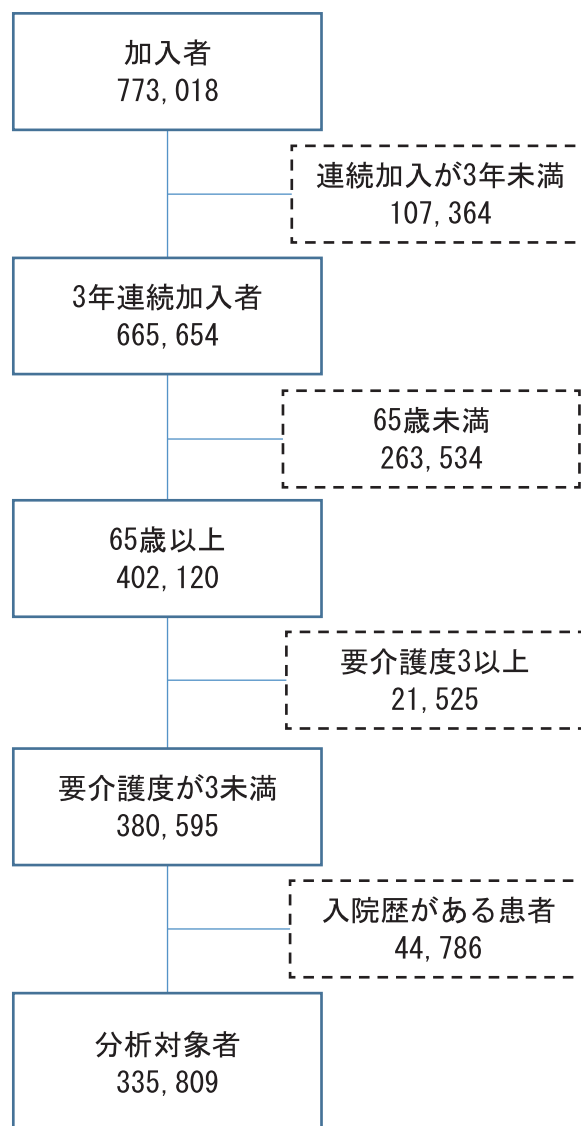 加入者
773,018
連続加入が3年未満
107,364
3年連続加入者
665,654
65歳未満
263,534
65歳以上
402,120
要介護度3以上
21,525
要介護度が3未満
380,595
入院歴がある患者
44,786
分析対象者
335,809